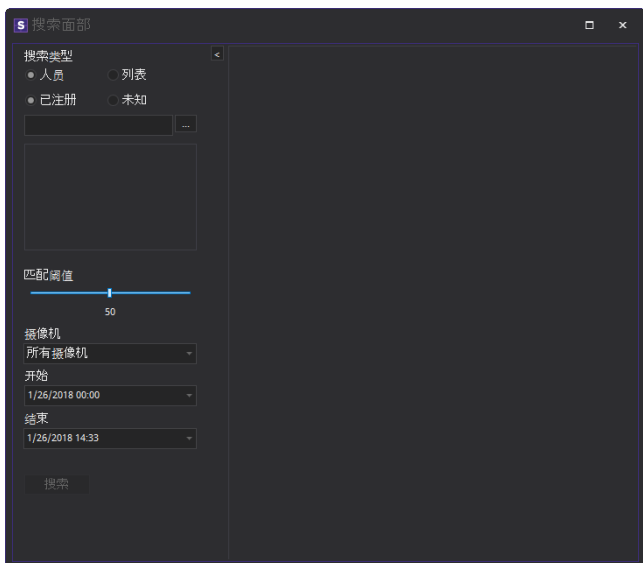 S 搜索面部
搜索类型
<
人员 列表
已注册 未知
...
匹配阈值
50
摄像机
所有摄像机
开始
1/26/2018 00:00
结束
1/26/2018 14:33
搜索